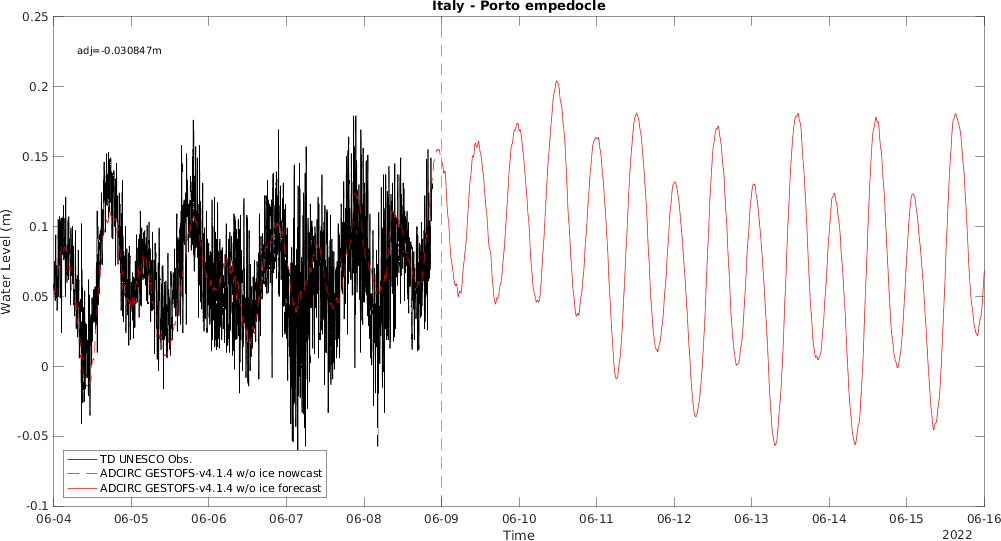 Italy - Porto empedocle
adj=-0.030847m
Water Level (m)
0.25
0.2
0.15
0.1
0.05
0
-0.05
-0.1
TD UNESCO Obs.
ADCIRC GESTOFS-v4.1.4 w/o ice nowcast
ADCIRC GESTOFS-v4.1.4 w/o ice forecast
06-04 06-05 06-06 06-07 06-08 06-09 06-10 06-11 06-12 06-13 06-14 06-15 06-16
Time
2022